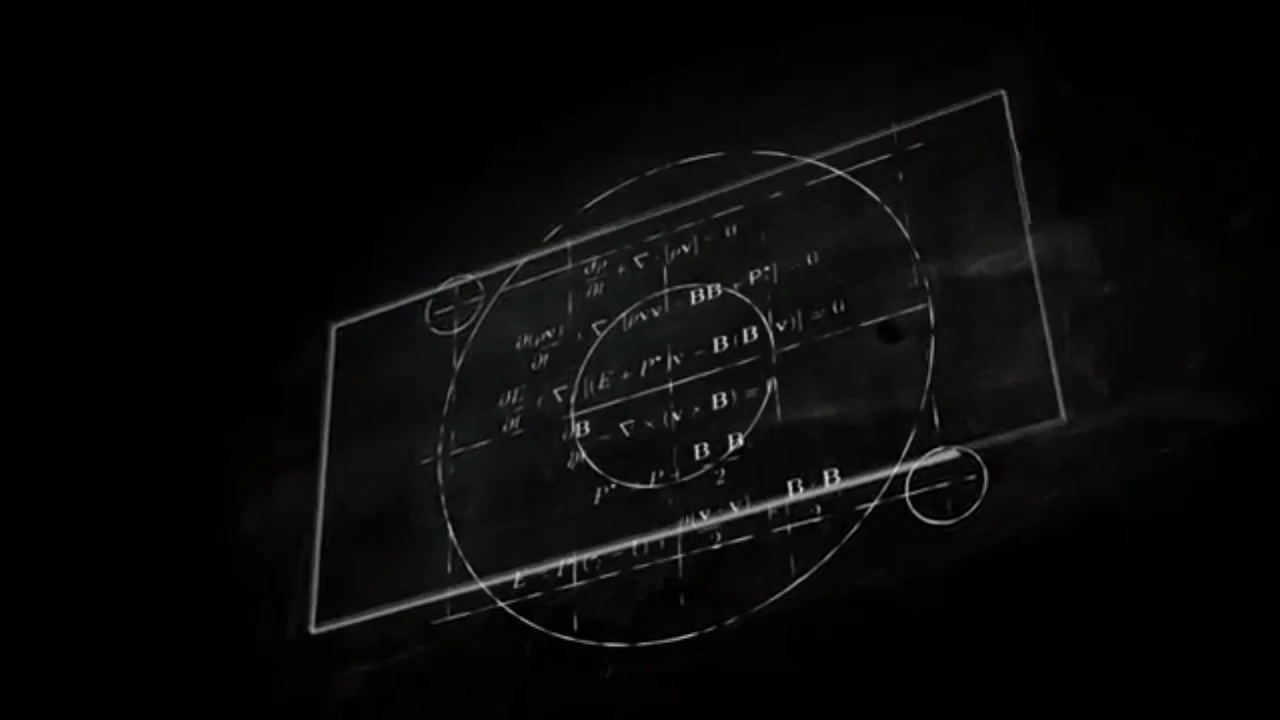 ∂ρ/∂t + ∇ · [ρv] = 0
∂(ρv)/∂t + ∇ · [ρvv − BB + P*] = 0
∂E/∂t + ∇ · [(E + P*)v − B(B · v)] = 0
∂B/∂t − ∇ × (v × B) = 0
P* = P + B · B/2
E = P/(γ − 1) + ρ(v · v)/2 + B · B/2